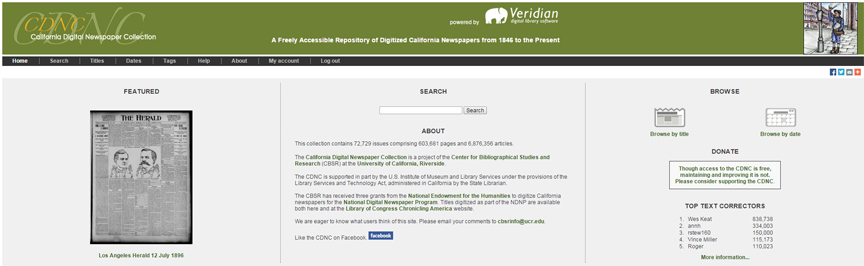 CDNC
California Digital Newspaper Collection
powered by Veridian
digital library software
A Freely Accessible Repository of Digitized California Newspapers from 1846 to the Present
Home | Search | Titles | Dates | Tags | Help | About | My account | Log out
FEATURED
THE HERALD
Los Angeles Herald 12 July 1896
SEARCH
Search
ABOUT
This collection contains 72,729 issues comprising 603,681 pages and 6,876,356 articles.
The California Digital Newspaper Collection is a project of the Center for Bibliographical Studies and
Research (CBSR) at the University of California, Riverside.
The CDNC is supported in part by the U.S. Institute of Museum and Library Services under the provisions of the
Library Services and Technology Act, administered in California by the State Librarian.
The CBSR has received three grants from the National Endowment for the Humanities to digitize California
newspapers for the National Digital Newspaper Program. Titles digitized as part of the NDNP are available
both here and at the Library of Congress Chronicling America website.
We are eager to know what users think of this site. Please email your comments to cbsrinfo@ucr.edu.
Like the CDNC on Facebook. facebook
BROWSE
Browse by title
Browse by date
DONATE
Though access to the CDNC is free,
maintaining and improving it is not.
Please consider supporting the CDNC.
TOP TEXT CORRECTORS
1. Wes Keat 838,736
2. annh 334,003
3. rstew160 150,000
4. Vince Miller 115,173
5. Roger 110,023
More information...